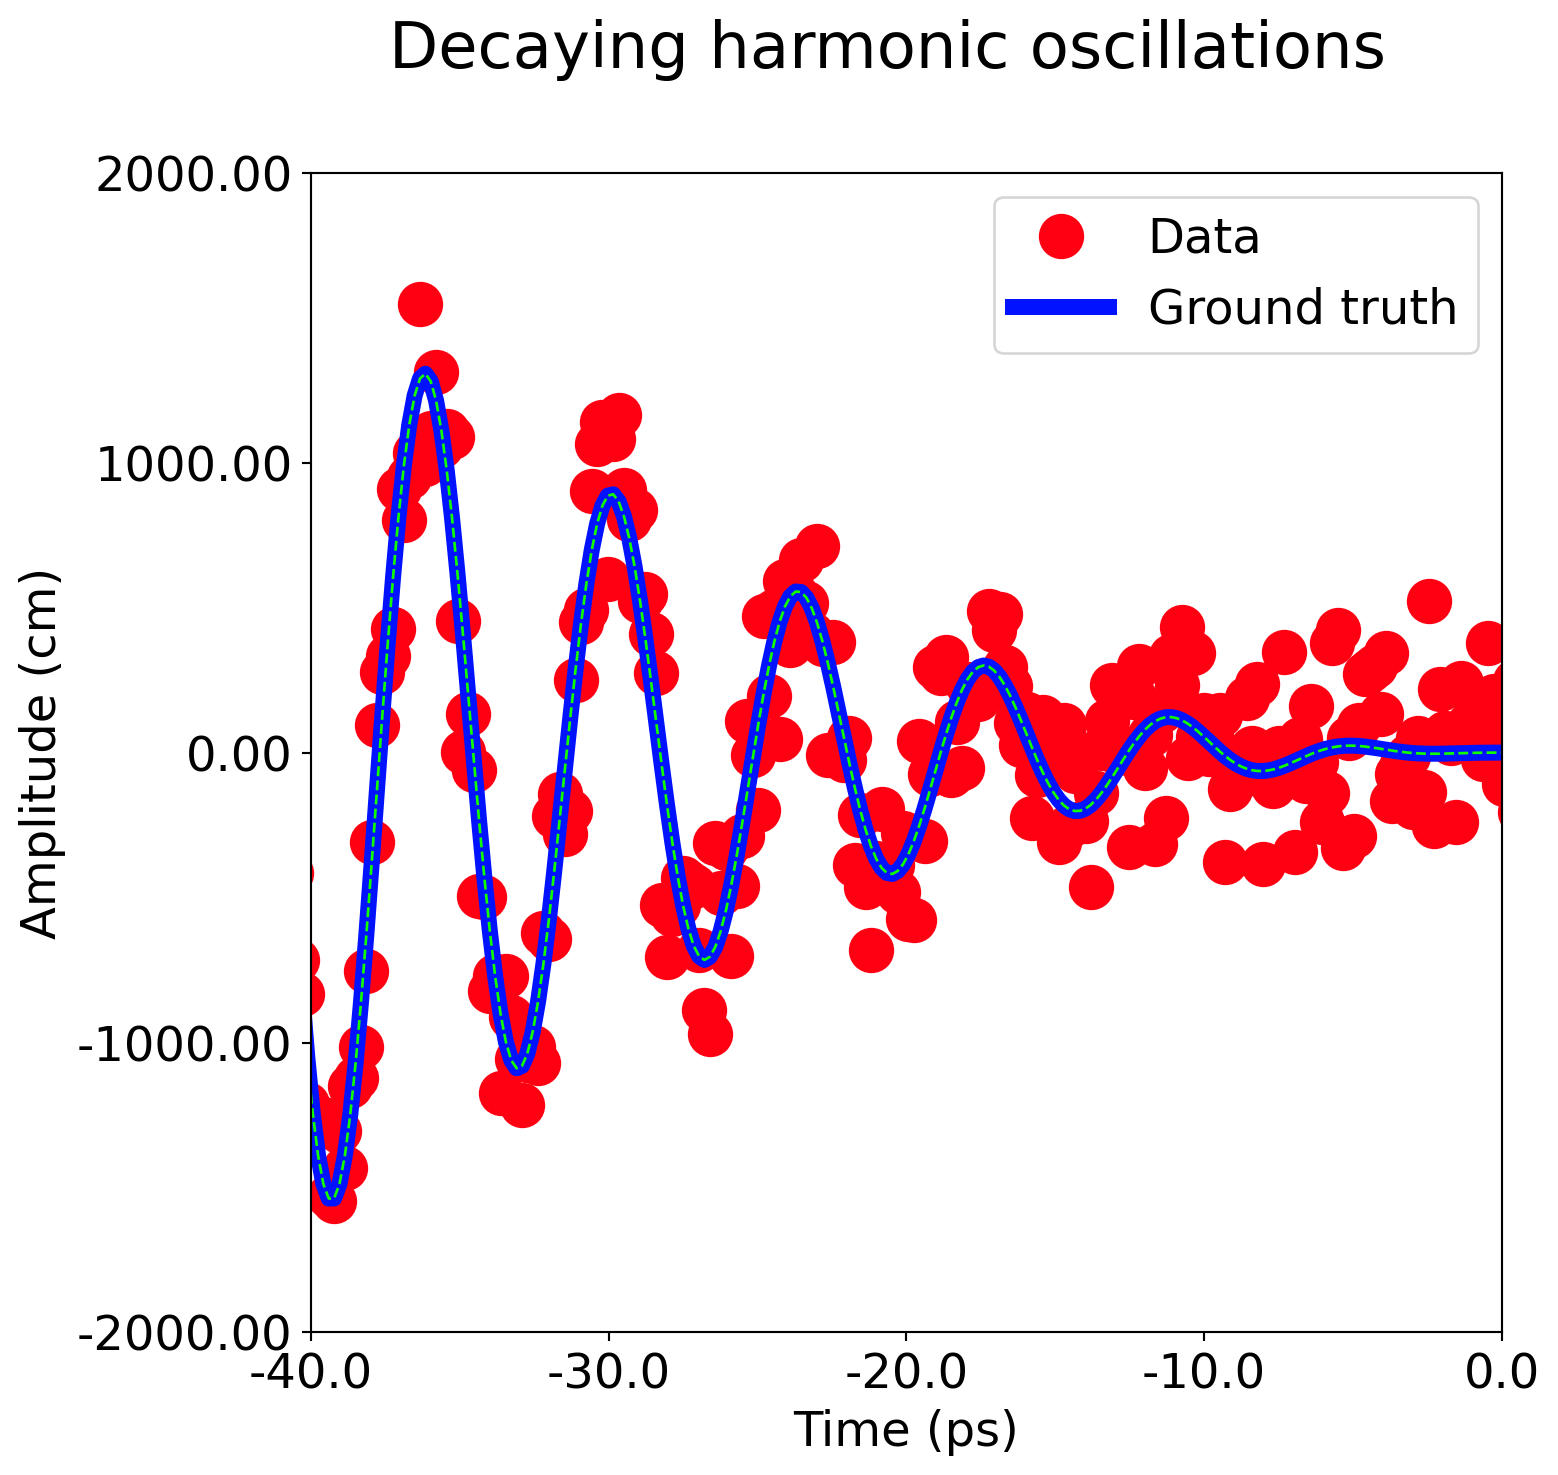 Decaying harmonic oscillations
2000.00
1000.00
0.00
-1000.00
-2000.00
Amplitude (cm)
Data
Ground truth
-40.0
-30.0
-20.0
-10.0
0.0
Time (ps)